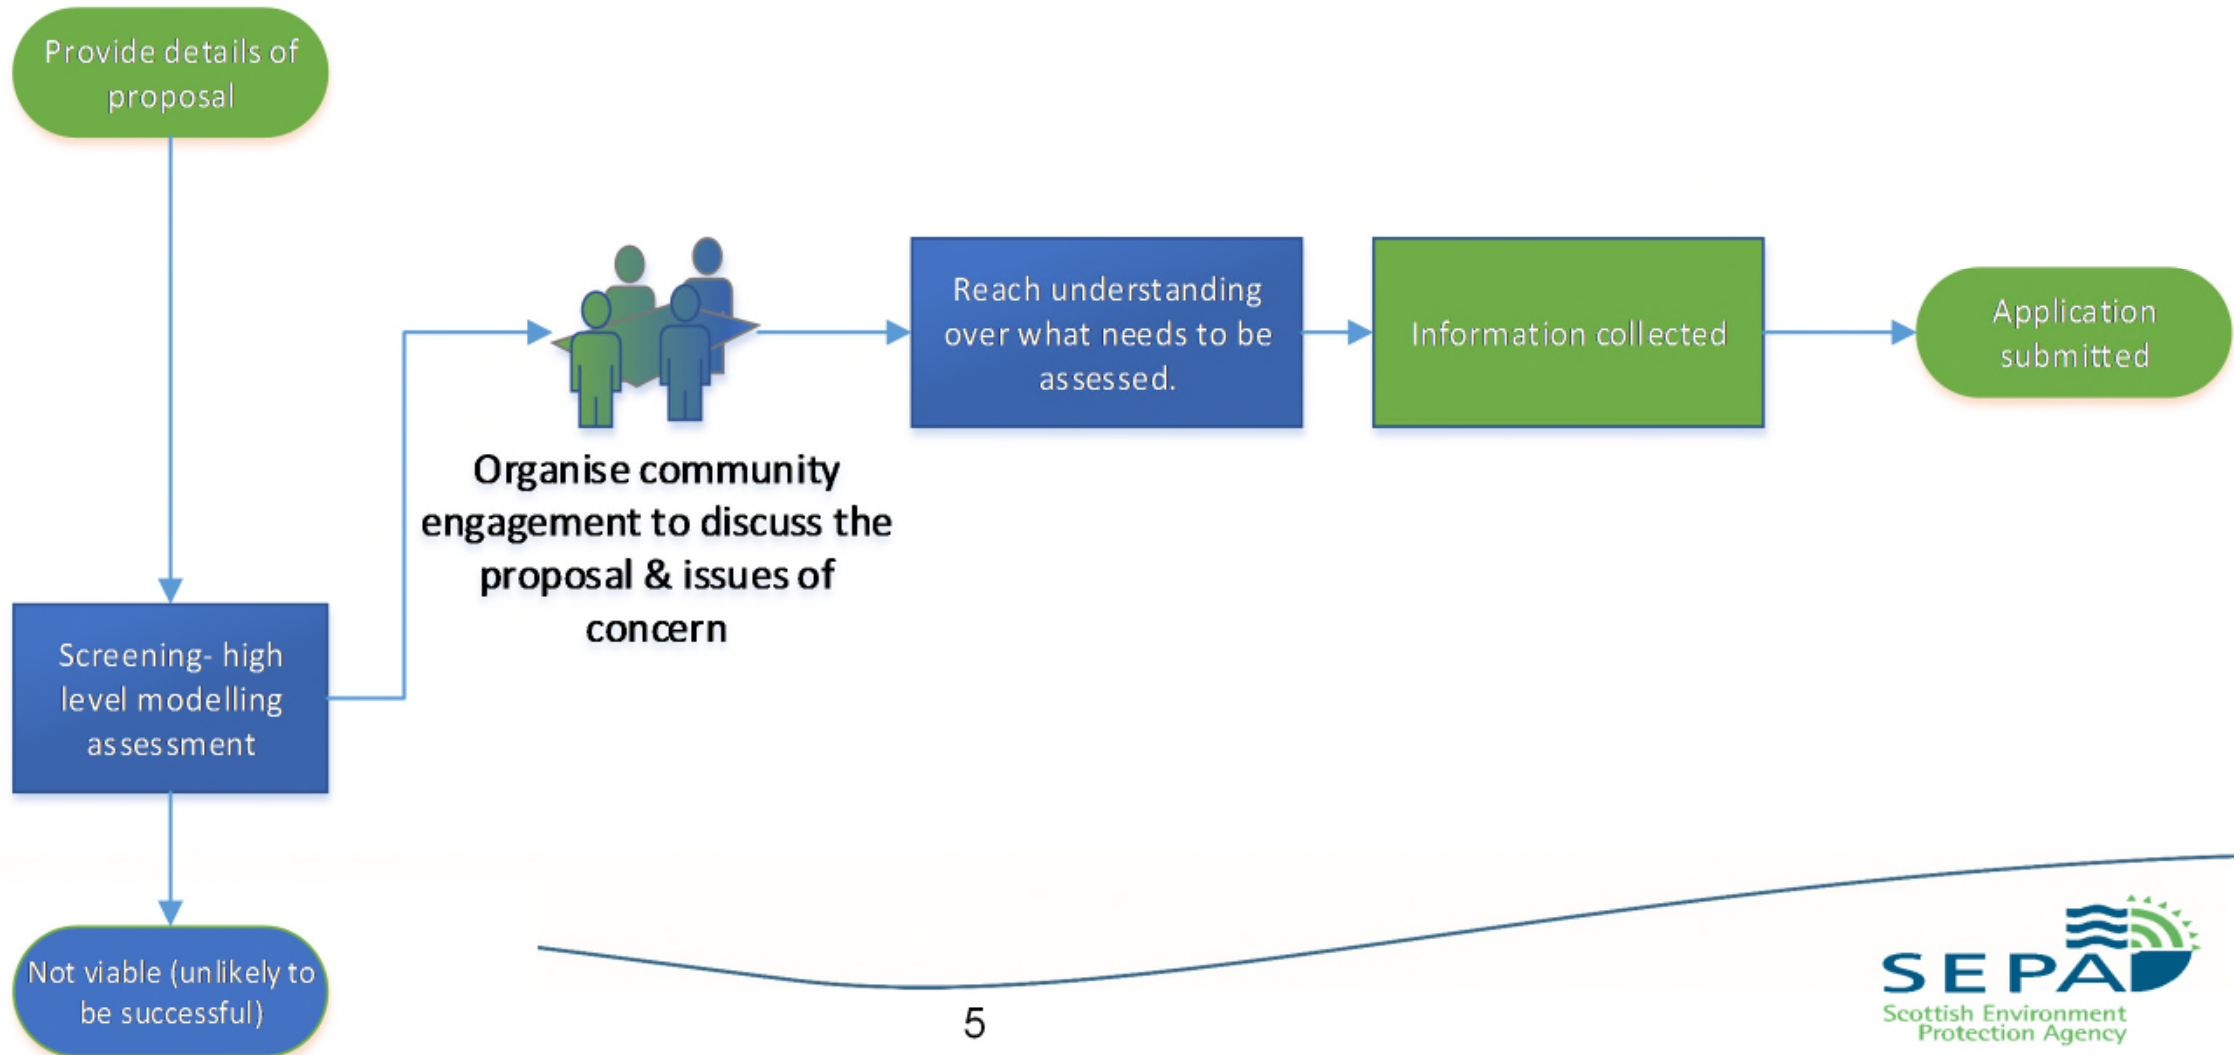 Provide details of
proposal
Screening- high
level modelling
assessment
Not viable (unlikely to
be successful)
Organise community
engagement to discuss the
proposal & issues of
concern
Reach understanding
over what needs to be
assessed.
Information collected
Application
submitted
5
SEPA
Scottish Environment
Protection Agency